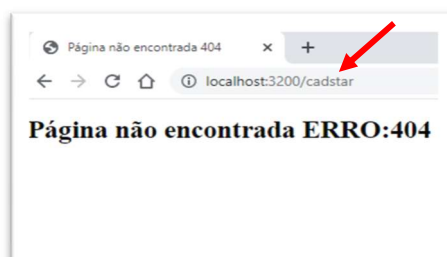 Página não encontrada 404
localhost:3200/cadstar
Página não encontrada ERRO:404